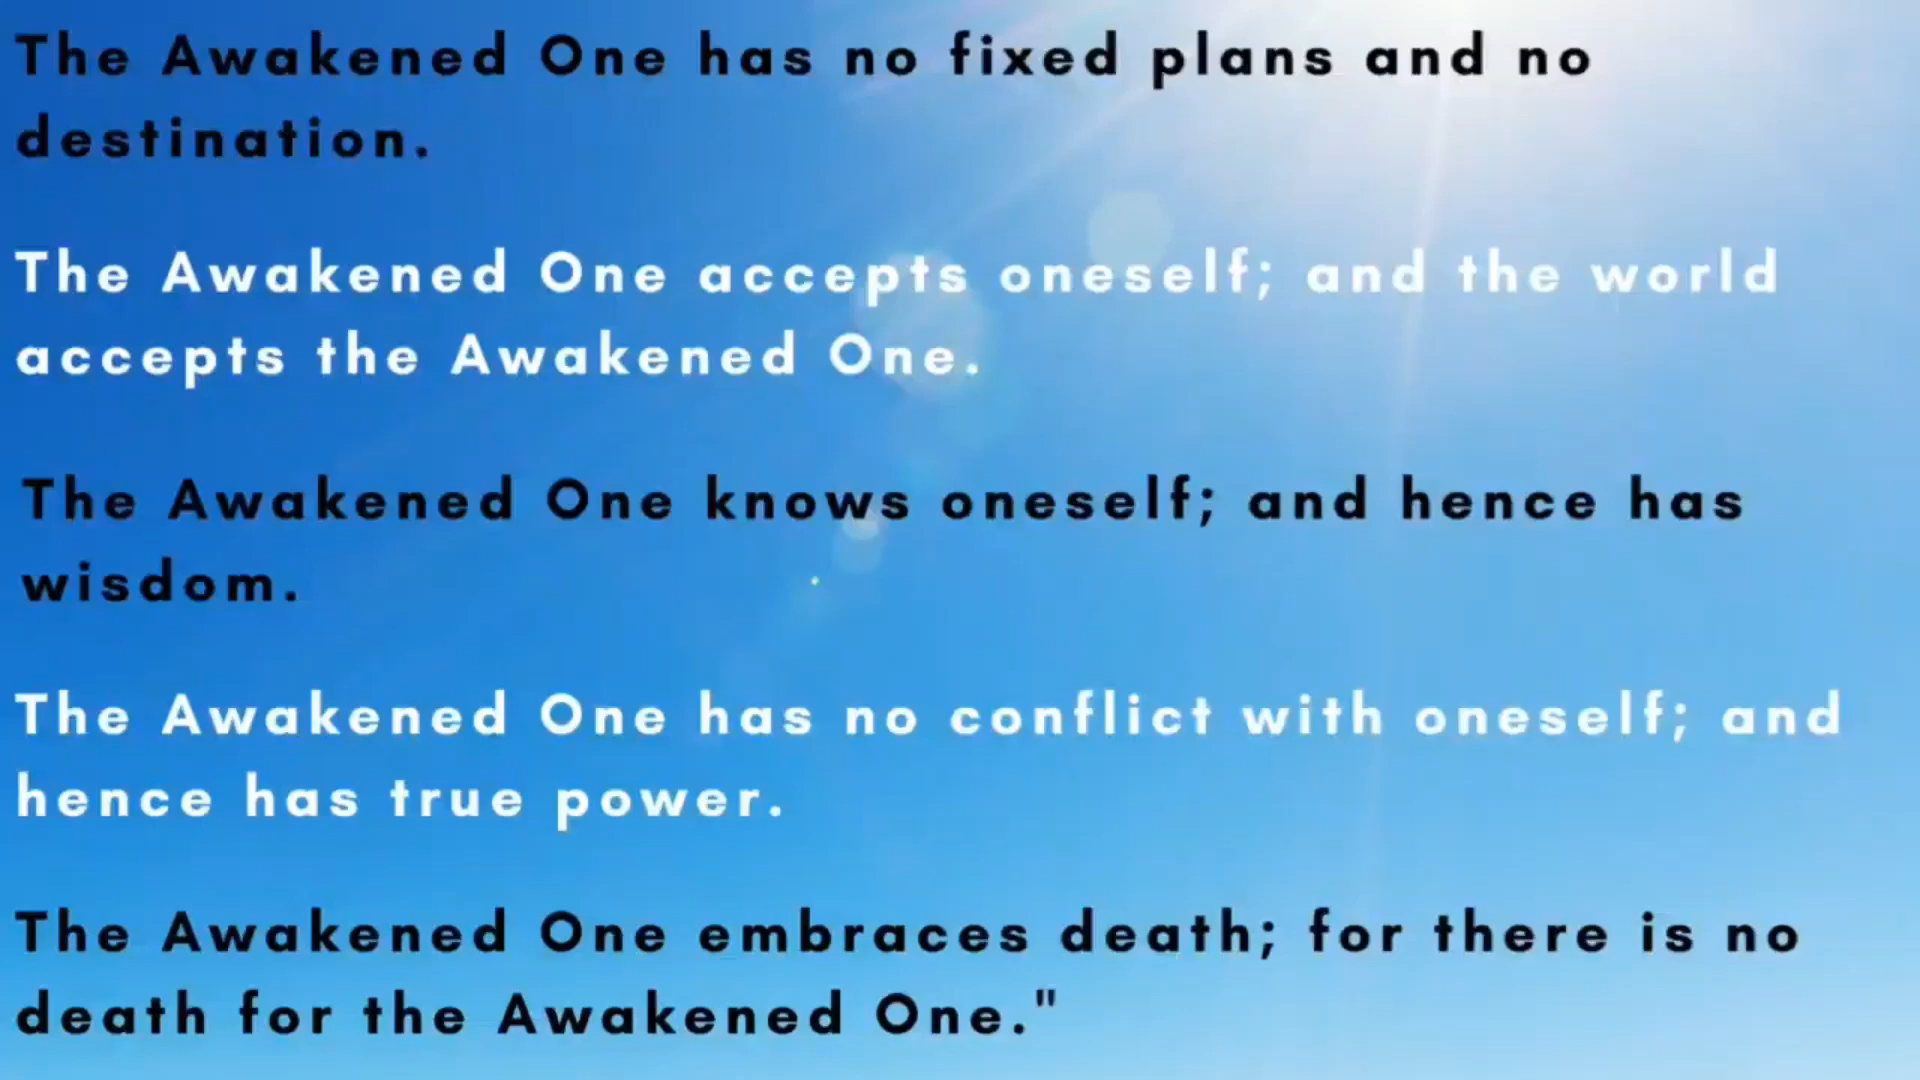 The Awakened One has no fixed plans and no
destination.
The Awakened One accepts oneself; and the world
accepts the Awakened One.
The Awakened One knows oneself; and hence has
wisdom.
The Awakened One has no conflict with oneself; and
hence has true power.
The Awakened One embraces death; for there is no
death for the Awakened One."